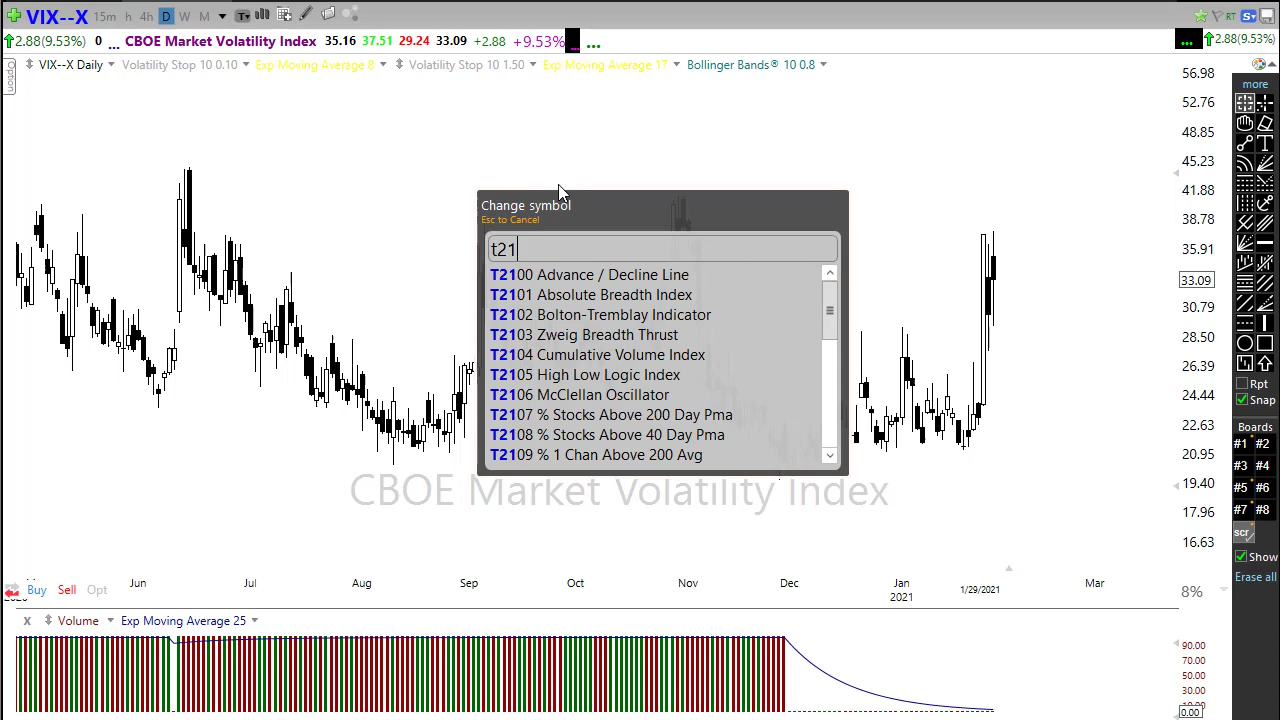 VIX--X 15m h 4h D W M T RT S
2.88(9.53%) 0 ... CBOE Market Volatility Index 35.16 37.51 29.24 33.09 +2.88 +9.53% ... ... 2.88(9.53%)
Option
VIX--X Daily Volatility Stop 10 0.10 Exp Moving Average 8 Volatility Stop 10 1.50 Exp Moving Average 17 Bollinger Bands® 10 0.8
56.98
52.76
48.85
45.23
41.88
38.78
35.91
33.09
30.79
28.50
26.39
24.44
22.63
20.95
19.40
17.96
16.63
Change symbol
Esc to Cancel
t21
T2100 Advance / Decline Line
T2101 Absolute Breadth Index
T2102 Bolton-Tremblay Indicator
T2103 Zweig Breadth Thrust
T2104 Cumulative Volume Index
T2105 High Low Logic Index
T2106 McClellan Oscillator
T2107 % Stocks Above 200 Day Pma
T2108 % Stocks Above 40 Day Pma
T2109 % 1 Chan Above 200 Avg
CBOE Market Volatility Index
Jun Jul Aug Sep Oct Nov Dec Jan Mar
2021 1/29/2021
Buy Sell Opt
8%
X Volume Exp Moving Average 25
90.00
70.00
50.00
30.00
0.00
more
T
Rpt
Snap
Boards
#1 #2
#3 #4
#5 #6
#7 #8
scr
Show
Erase all